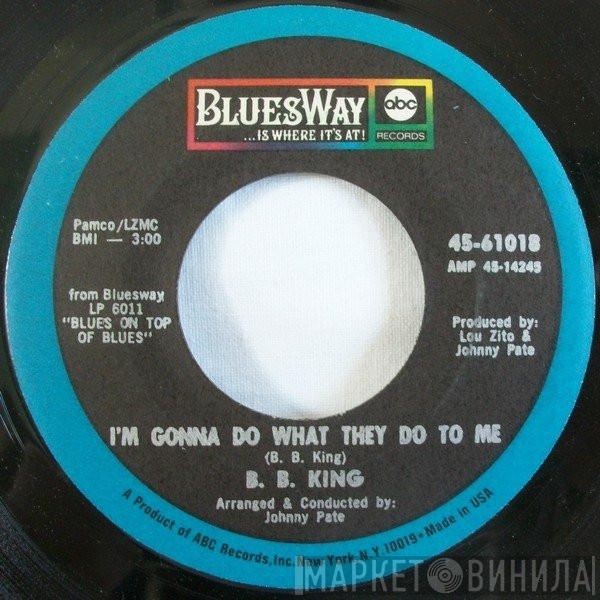 BLUESWAY
...IS WHERE IT'S AT!
abc
RECORDS
Pamco/LZMC
BMI — 3:00
45-61018
AMP 45-14245
from Bluesway
LP 6011
"BLUES ON TOP
OF BLUES"
Produced by:
Lou Zito &
Johnny Pate
I'M GONNA DO WHAT THEY DO TO ME
(B. B. King)
B. B. KING
Arranged & Conducted by:
Johnny Pate
A Product of ABC Records, Inc. New York, N.Y. 10019 • Made in USA
МАРКЕТ ВИНИЛА